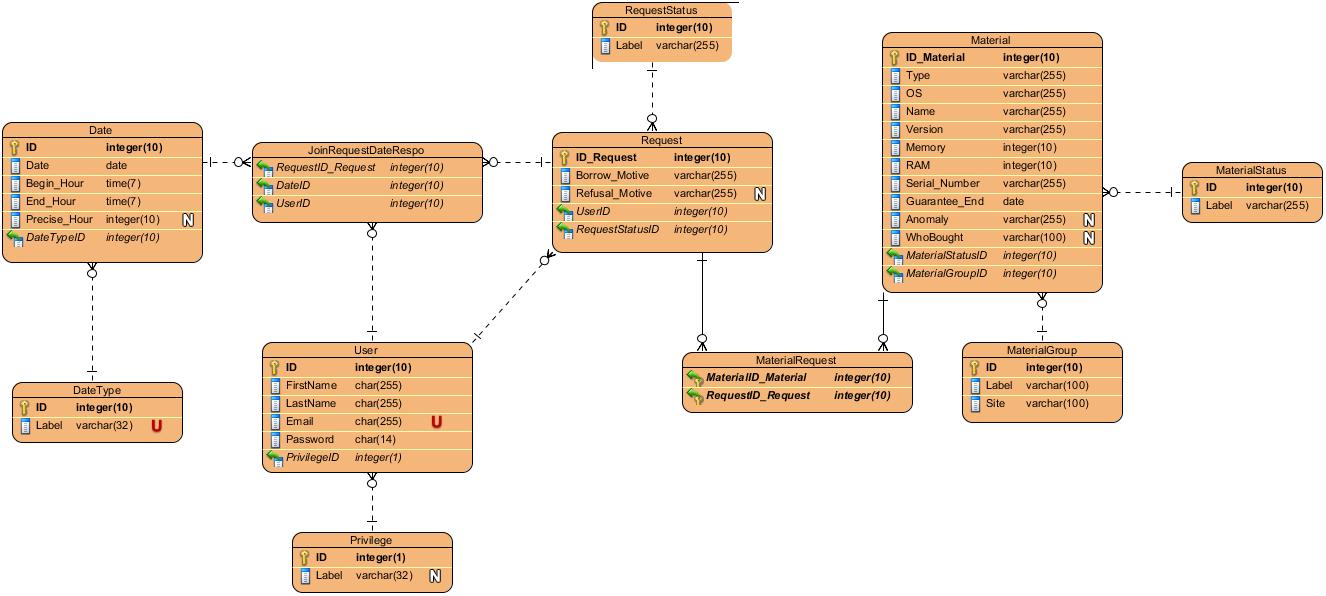 RequestStatus
ID integer(10)
Label varchar(255)
Material
ID_Material integer(10)
Type varchar(255)
OS varchar(255)
Name varchar(255)
Version varchar(255)
Memory integer(10)
RAM integer(10)
Serial_Number varchar(255)
Guarantee_End date
Anomaly varchar(255) N
WhoBought varchar(100) N
MaterialStatusID integer(10)
MaterialGroupID integer(10)
Date
ID integer(10)
Date date
Begin_Hour time(7)
End_Hour time(7)
Precise_Hour integer(10) N
DateTypeID integer(10)
JoinRequestDateRespo
RequestID_Request integer(10)
DateID integer(10)
UserID integer(10)
Request
ID_Request integer(10)
Borrow_Motive varchar(255)
Refusal_Motive varchar(255) N
UserID integer(10)
RequestStatusID integer(10)
MaterialStatus
ID integer(10)
Label varchar(255)
DateType
ID integer(10)
Label varchar(32) U
User
ID integer(10)
FirstName char(255)
LastName char(255)
Email char(255) U
Password char(14)
PrivilegeID integer(1)
MaterialRequest
MaterialID_Material integer(10)
RequestID_Request integer(10)
MaterialGroup
ID integer(10)
Label varchar(100)
Site varchar(100)
Privilege
ID integer(1)
Label varchar(32) N